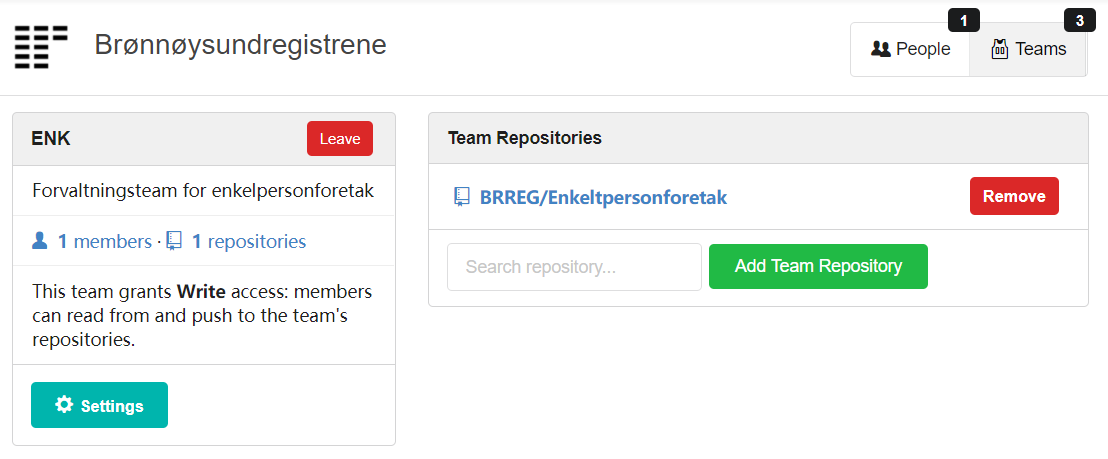 Brønnøysundregistrene
People 1
Teams 3
ENK
Leave
Forvaltningsteam for enkelpersonforetak
1 members · 1 repositories
This team grants Write access: members
can read from and push to the team's
repositories.
Settings
Team Repositories
BRREG/Enkeltpersonforetak
Remove
Search repository...
Add Team Repository